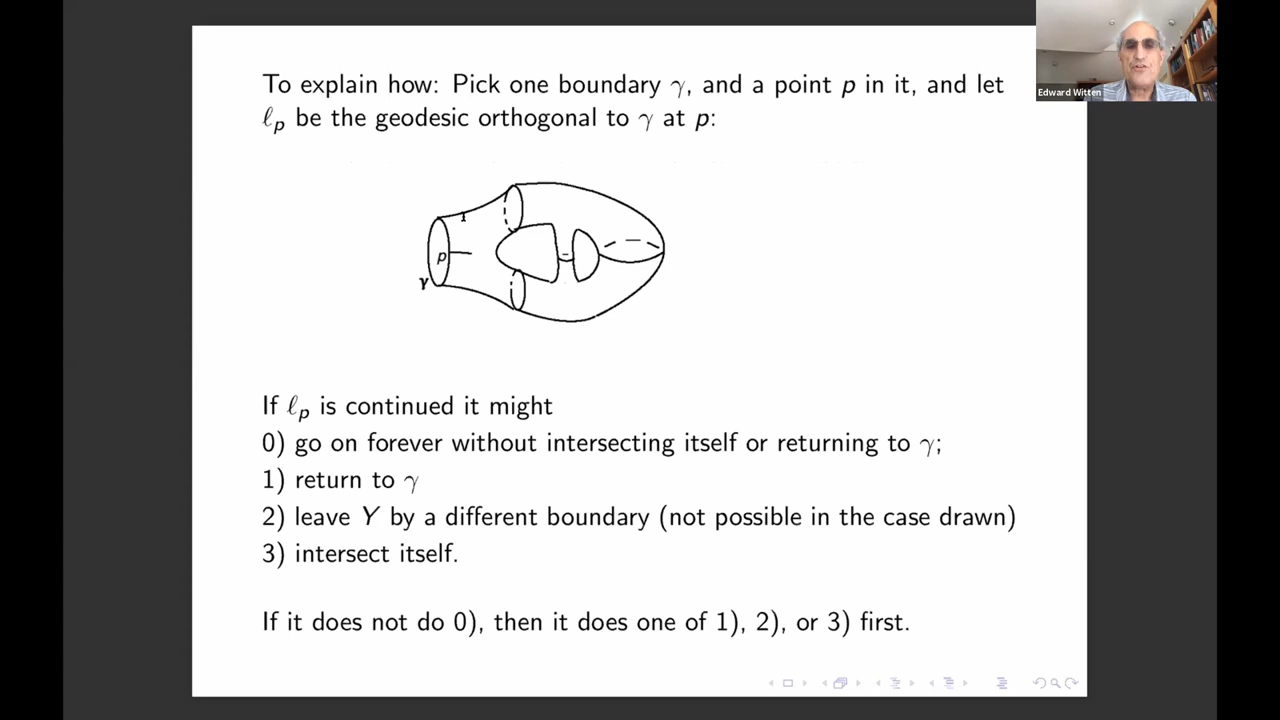 To explain how: Pick one boundary γ, and a point p in it, and let
ℓp be the geodesic orthogonal to γ at p:
p
γ
If ℓp is continued it might
0) go on forever without intersecting itself or returning to γ;
1) return to γ
2) leave Y by a different boundary (not possible in the case drawn)
3) intersect itself.
If it does not do 0), then it does one of 1), 2), or 3) first.
Edward Witten